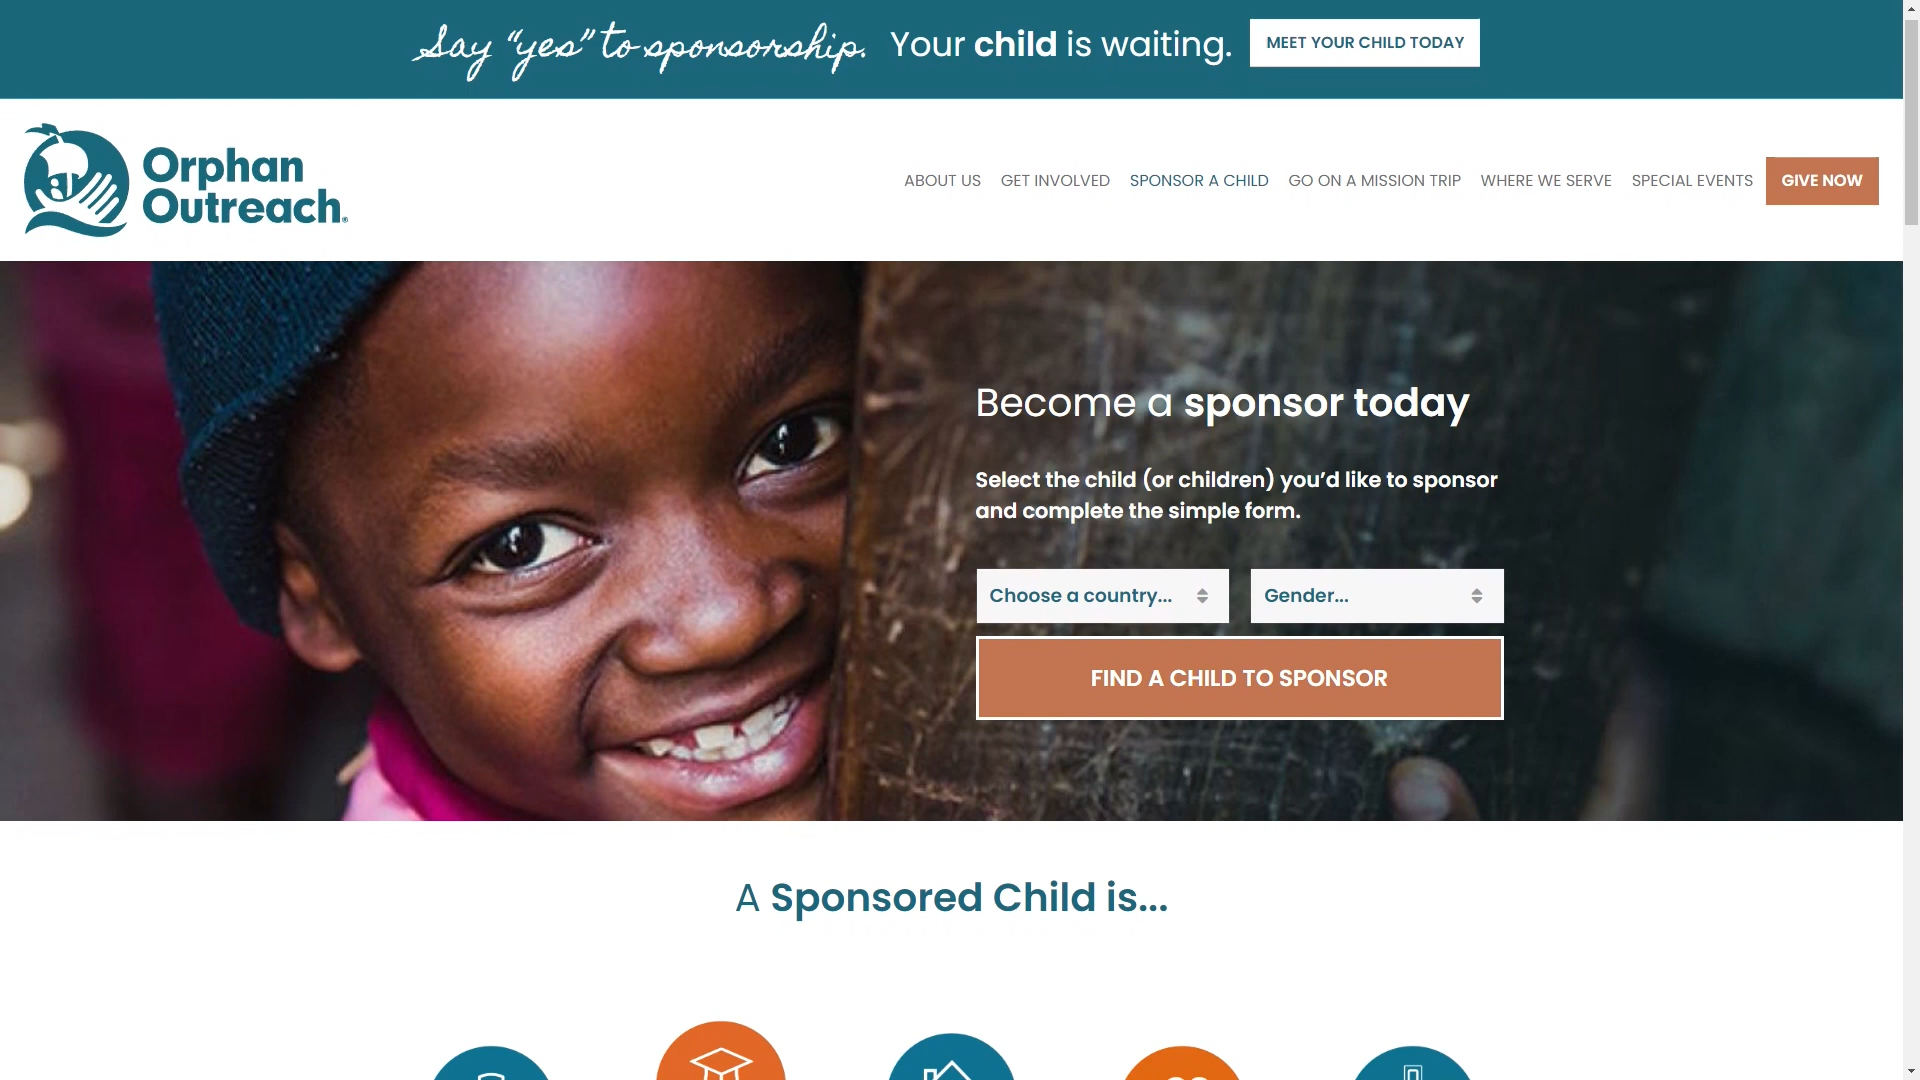 Say “yes” to sponsorship. Your child is waiting. MEET YOUR CHILD TODAY
Orphan
Outreach®
ABOUT US GET INVOLVED SPONSOR A CHILD GO ON A MISSION TRIP WHERE WE SERVE SPECIAL EVENTS GIVE NOW
Become a sponsor today
Select the child (or children) you’d like to sponsor
and complete the simple form.
Choose a country... Gender...
FIND A CHILD TO SPONSOR
A Sponsored Child is...